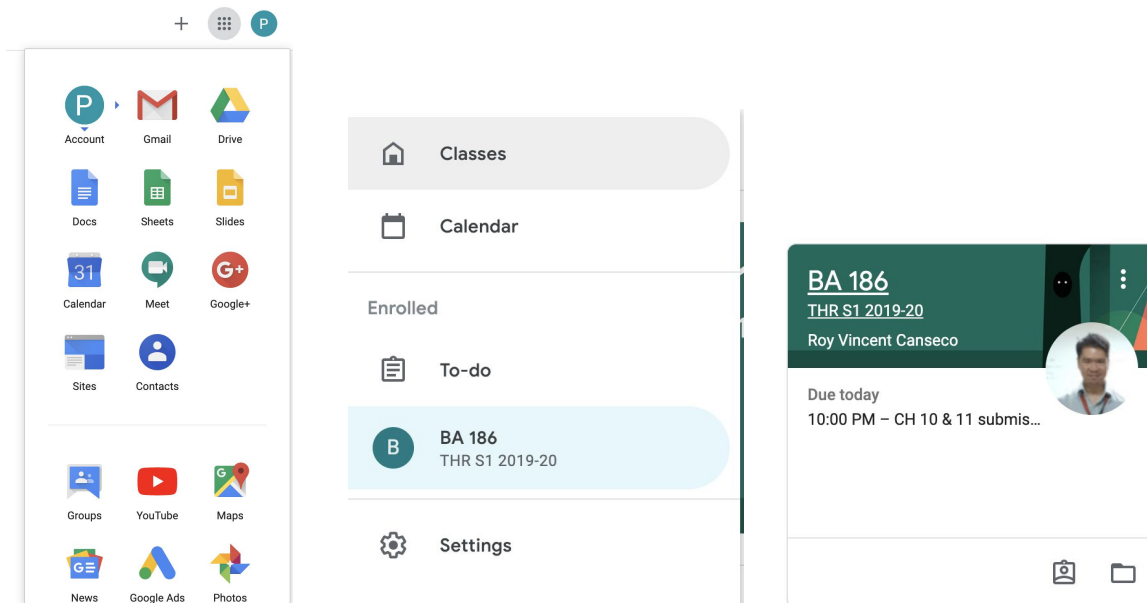 P
P
Account
Gmail
Drive
Docs
Sheets
Slides
31
G+
Calendar
Meet
Google+
Sites
Contacts
G
Groups
YouTube
Maps
G
News
Google Ads
Photos
Classes
Calendar
Enrolled
To-do
B
BA 186
THR S1 2019-20
Settings
BA 186
THR S1 2019-20
Roy Vincent Canseco
Due today
10:00 PM – CH 10 & 11 submis...